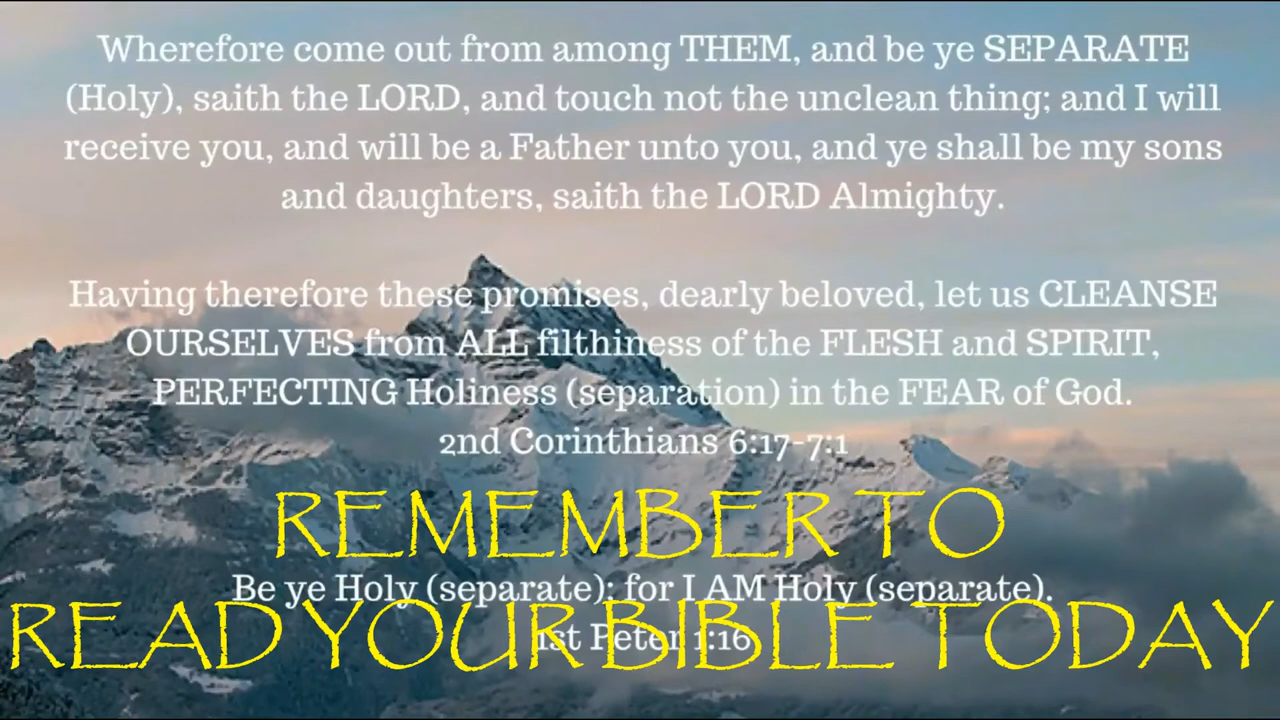 Wherefore come out from among THEM, and be ye SEPARATE
(Holy), saith the LORD, and touch not the unclean thing; and I will
receive you, and will be a Father unto you, and ye shall be my sons
and daughters, saith the LORD Almighty.
Having therefore these promises, dearly beloved, let us CLEANSE
OURSELVES from ALL filthiness of the FLESH and SPIRIT,
PERFECTING Holiness (separation) in the FEAR of God.
2nd Corinthians 6:17-7:1
REMEMBER TO
Be ye Holy (separate); for I AM Holy (separate).
READ YOUR BIBLE TODAY
1st Peter 1:16